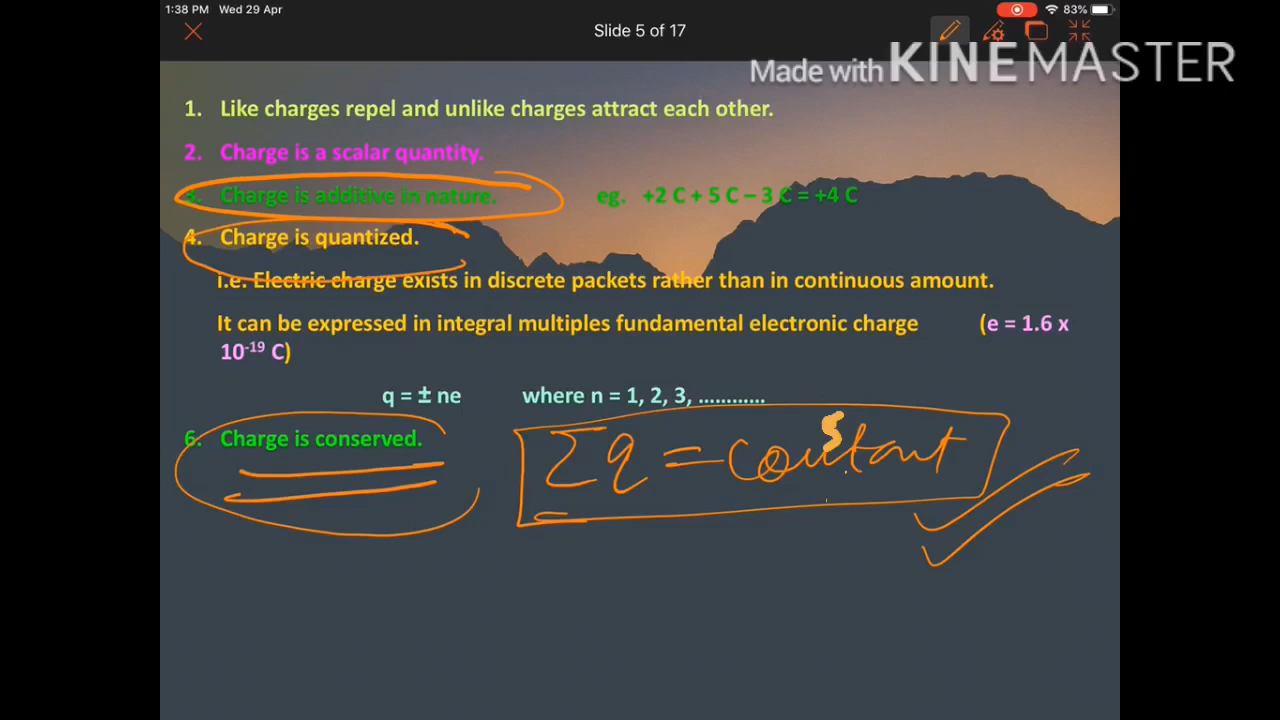 1:38 PM Wed 29 Apr
83%
Slide 5 of 17
Made with KINEMASTER
1. Like charges repel and unlike charges attract each other.
2. Charge is a scalar quantity.
3. Charge is additive in nature. eg. +2 C + 5 C – 3 C = +4 C
4. Charge is quantized.
i.e. Electric charge exists in discrete packets rather than in continuous amount.
It can be expressed in integral multiples fundamental electronic charge (e = 1.6 x
10⁻¹⁹ C)
q = ± ne where n = 1, 2, 3, …………
6. Charge is conserved.
Σq = constant